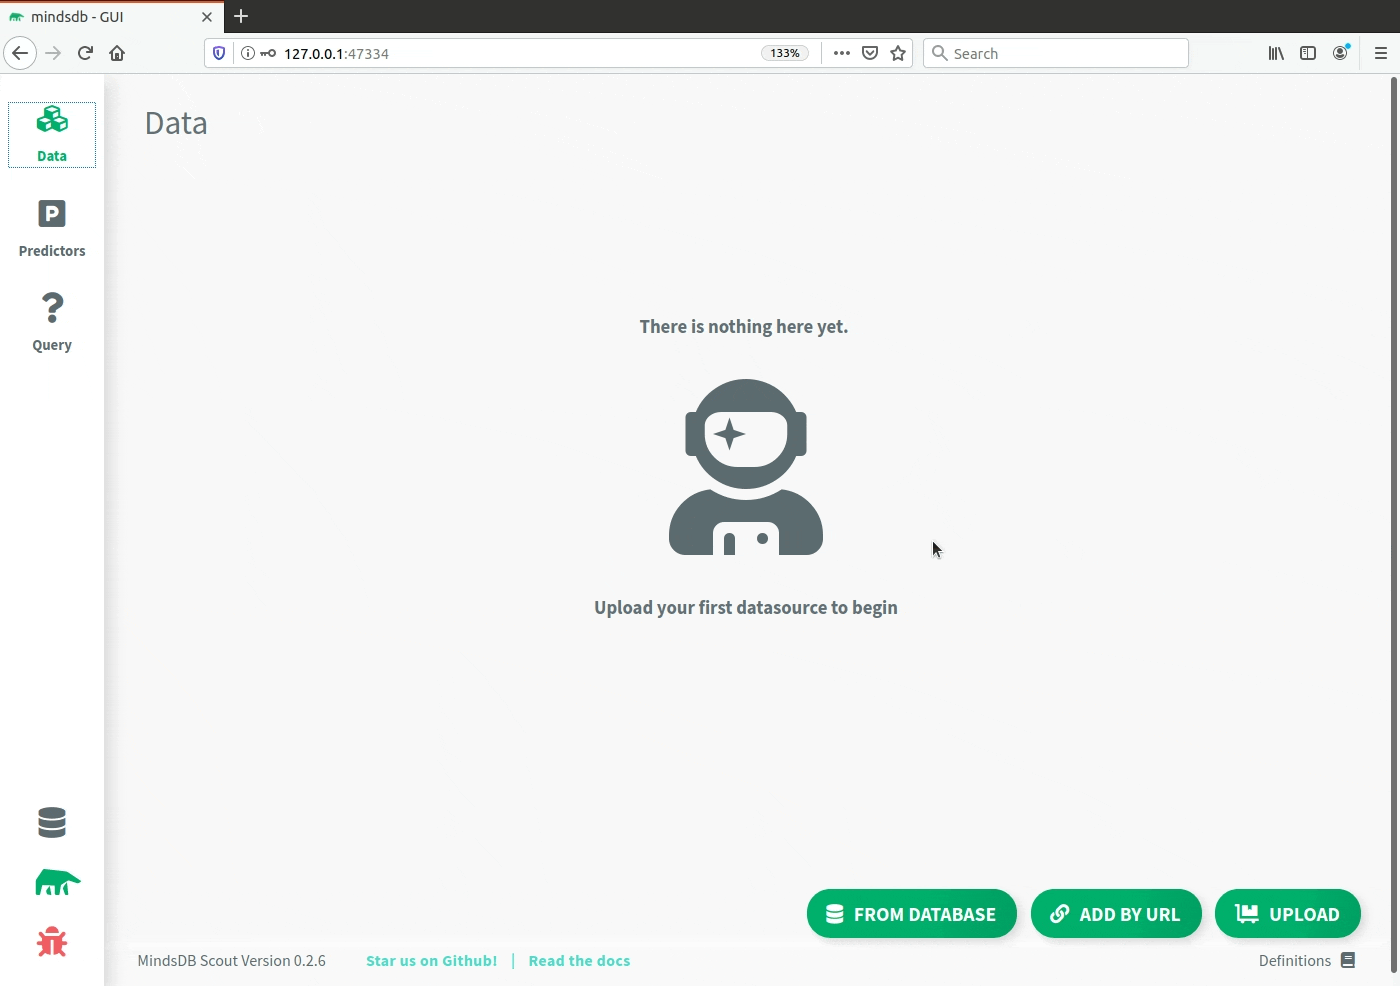 mindsdb - GUI
127.0.0.1:47334
133%
Search
Data
Data
Predictors
Query
There is nothing here yet.
Upload your first datasource to begin
FROM DATABASE
ADD BY URL
UPLOAD
MindsDB Scout Version 0.2.6
Star us on Github! | Read the docs
Definitions